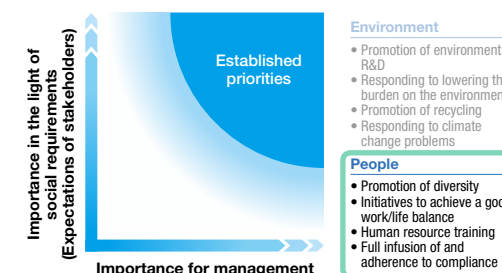 Importance in the light of
social requirements
(Expectations of stakeholders)
Established
priorities
Importance for management
Environment
• Promotion of environment
R&D
• Responding to lowering th
burden on the environmen
• Promotion of recycling
• Responding to climate
change problems
People
• Promotion of diversity
• Initiatives to achieve a goo
work/life balance
• Human resource training
• Full infusion of and
adherence to compliance